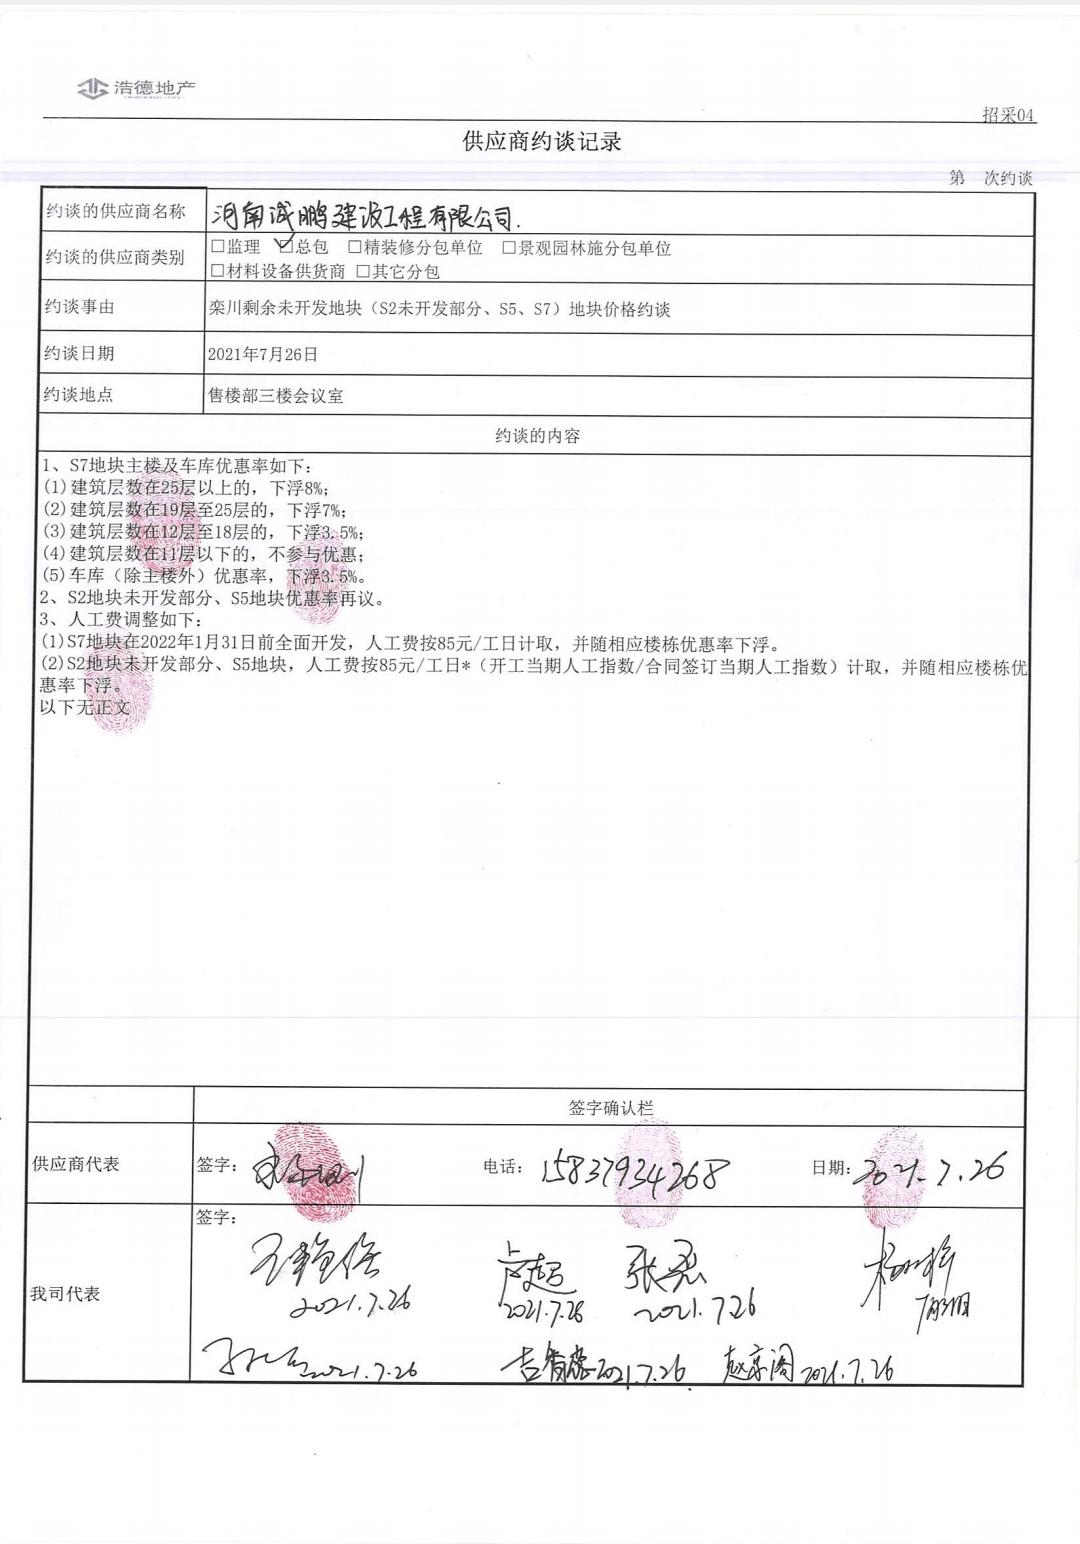 浩德地产
招采04
供应商约谈记录
第 次约谈
约谈的供应商名称 河南诚鹏建设工程有限公司.
约谈的供应商类别 □监理 ☑总包 □精装修分包单位 □景观园林施分包单位
□材料设备供货商 □其它分包
约谈事由 栾川剩余未开发地块（S2未开发部分、S5、S7）地块价格约谈
约谈日期 2021年7月26日
约谈地点 售楼部三楼会议室
约谈的内容
1、S7地块主楼及车库优惠率如下：
(1)建筑层数在25层以上的，下浮8%；
(2)建筑层数在19层至25层的，下浮7%；
(3)建筑层数在12层至18层的，下浮3.5%；
(4)建筑层数在11层以下的，不参与优惠；
(5)车库（除主楼外）优惠率，下浮3.5%。
2、S2地块未开发部分、S5地块优惠率再议。
3、人工费调整如下：
(1)S7地块在2022年1月31日前全面开发，人工费按85元/工日计取，并随相应楼栋优惠率下浮。
(2)S2地块未开发部分、S5地块，人工费按85元/工日*（开工当期人工指数/合同签订当期人工指数）计取，并随相应楼栋优
惠率下浮。
以下无正文
签字确认栏
供应商代表 签字： 电话：15837934268 日期：2021.7.26
我司代表 签字：
卢超 张
2021.7.26 2021.7.28 2021.7.26
2021.7.26 2021.7.26 2021.7.26